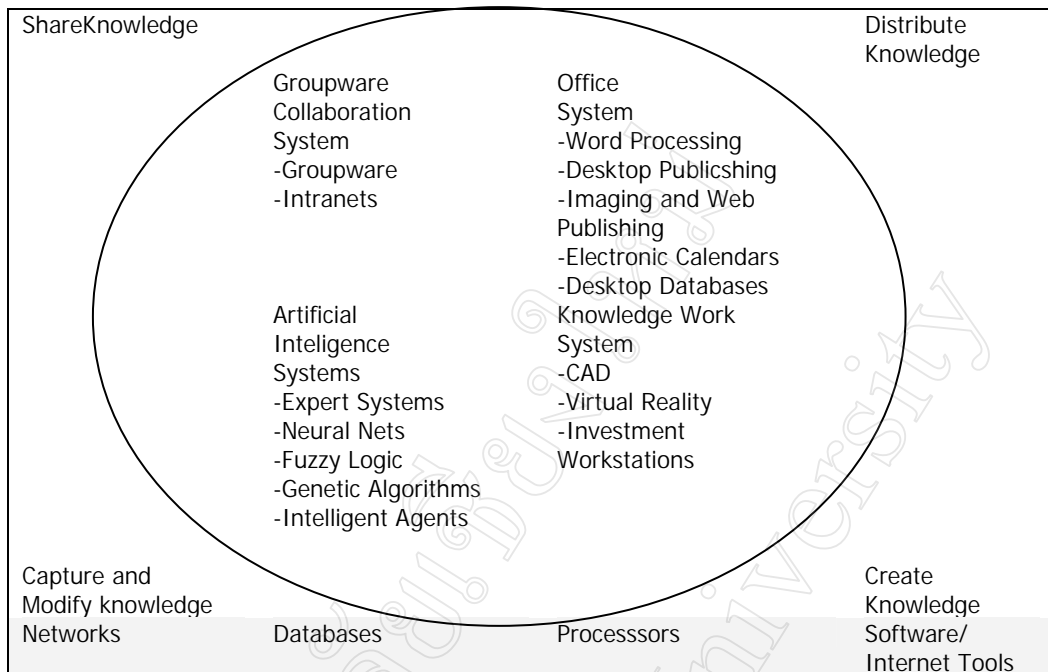 ShareKnowledge
Distribute
Knowledge
Groupware
Collaboration
System
-Groupware
-Intranets
Office
System
-Word Processing
-Desktop Publicshing
-Imaging and Web
Publishing
-Electronic Calendars
-Desktop Databases
Artificial
Inteligence
Systems
-Expert Systems
-Neural Nets
-Fuzzy Logic
-Genetic Algorithms
-Intelligent Agents
Knowledge Work
System
-CAD
-Virtual Reality
-Investment
Workstations
Capture and
Modify knowledge
Create
Knowledge
Networks
Databases
Processsors
Software/
Internet Tools
University